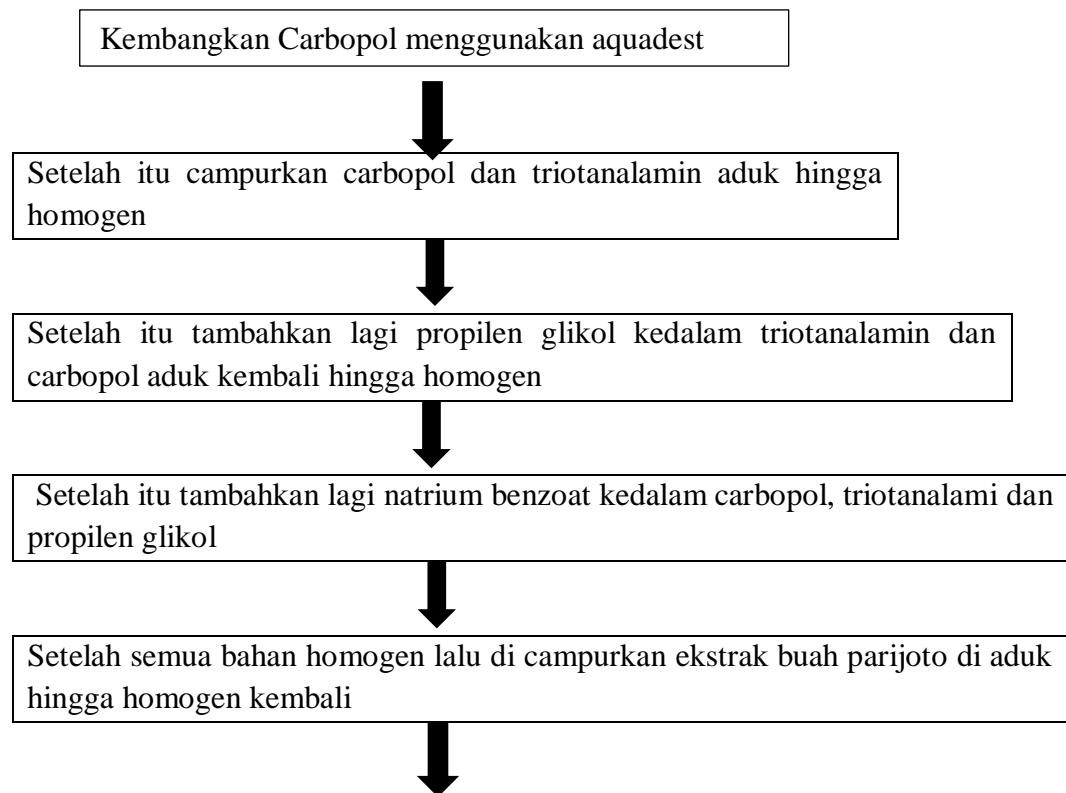 Kembangkan Carbopol menggunakan aquadest
Setelah itu campurkan carbopol dan triotanalamin aduk hingga
homogen
Setelah itu tambahkan lagi propilen glikol kedalam triotanalamin dan
carbopol aduk kembali hingga homogen
Setelah itu tambahkan lagi natrium benzoat kedalam carbopol, triotanalami dan
propilen glikol
Setelah semua bahan homogen lalu di campurkan ekstrak buah parijoto di aduk
hingga homogen kembali